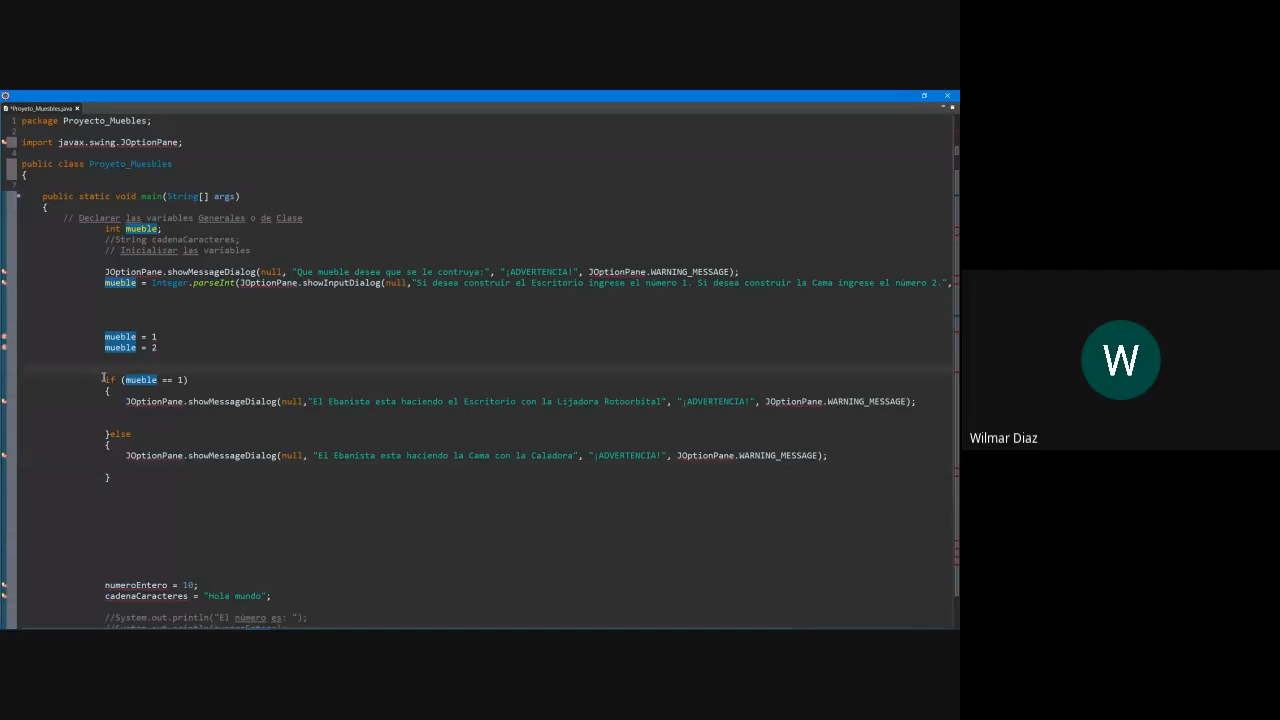 *Proyeto_Muesbles.java
1 package Proyecto_Muebles;
2
import javax.swing.JOptionPane;
4
public class Proyeto_Muesbles
{
7
public static void main(String[] args)
{
// Declarar las variables Generales o de Clase
int mueble;
//String cadenaCaracteres;
// Inicializar las variables
JOptionPane.showMessageDialog(null, "Que mueble desea que se le contruya:", "¡ADVERTENCIA!", JOptionPane.WARNING_MESSAGE);
mueble = Integer.parseInt(JOptionPane.showInputDialog(null,"Si desea construir el Escritorio ingrese el número 1. Si desea construir la Cama ingrese el número 2.",
mueble = 1
mueble = 2
if (mueble == 1)
{
JOptionPane.showMessageDialog(null,"El Ebanista esta haciendo el Escritorio con la Lijadora Rotoorbital", "¡ADVERTENCIA!", JOptionPane.WARNING_MESSAGE);
}else
{
JOptionPane.showMessageDialog(null, "El Ebanista esta haciendo la Cama con la Caladora", "¡ADVERTENCIA!", JOptionPane.WARNING_MESSAGE);
}
numeroEntero = 10;
cadenaCaracteres = "Hola mundo";
//System.out.println("El número es: ");
W
Wilmar Diaz